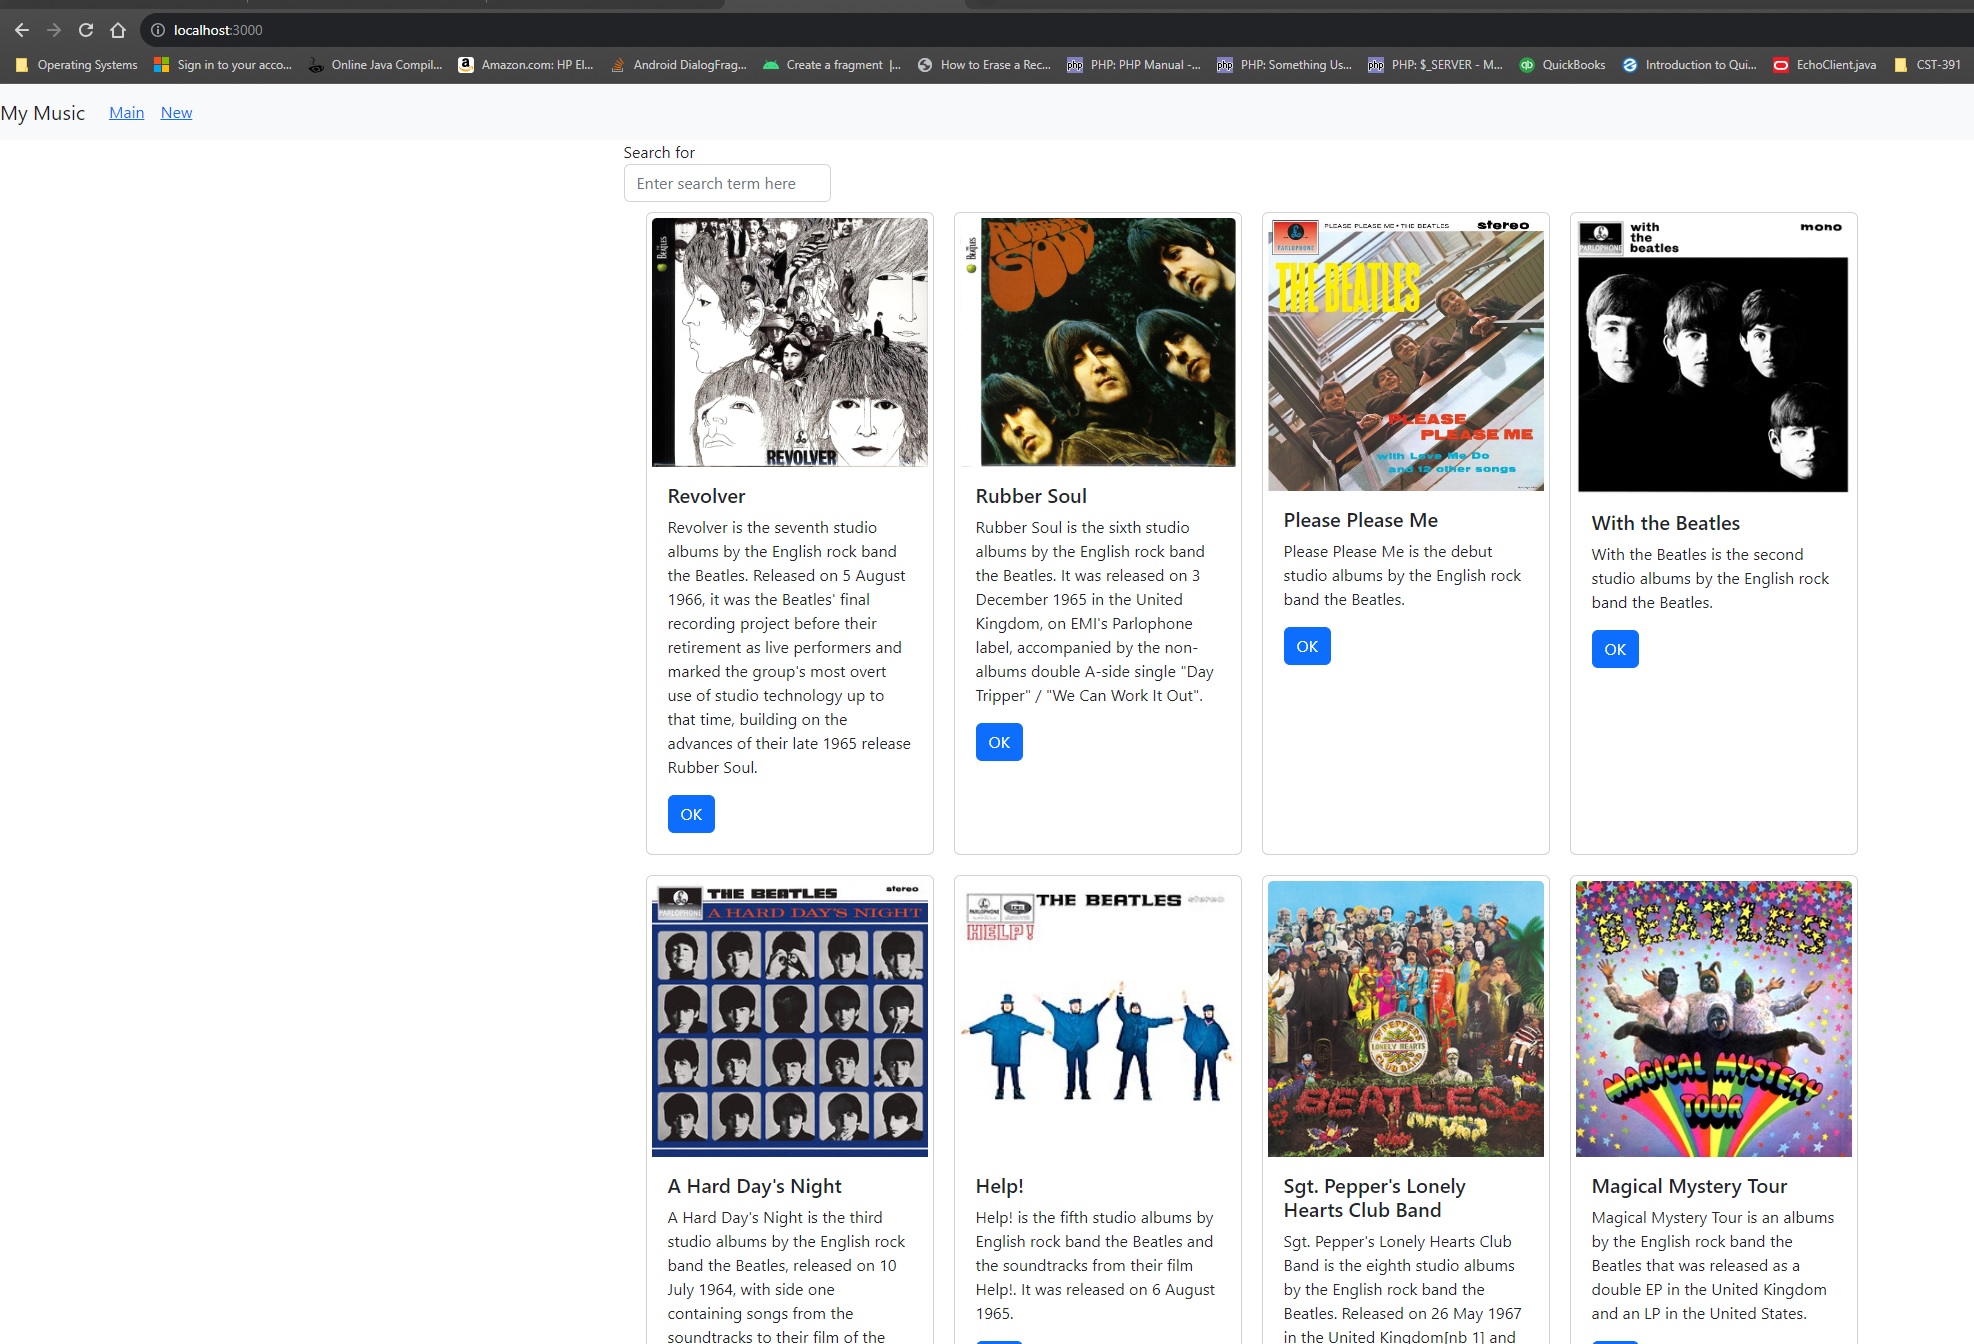 localhost:3000
Operating Systems
Sign in to your acco...
Online Java Compil...
Amazon.com: HP El...
Android DialogFrag...
Create a fragment |...
How to Erase a Rec...
PHP: PHP Manual -...
PHP: Something Us...
PHP: $_SERVER - M...
QuickBooks
Introduction to Qui...
EchoClient.java
CST-391
My Music
Main
New
Search for
Enter search term here
BEATLES
REVOLVER
Revolver
Revolver is the seventh studio
albums by the English rock band
the Beatles. Released on 5 August
1966, it was the Beatles' final
recording project before their
retirement as live performers and
marked the group's most overt
use of studio technology up to
that time, building on the
advances of their late 1965 release
Rubber Soul.
OK
BEATLES
RUBBER SOUL
Rubber Soul
Rubber Soul is the sixth studio
albums by the English rock band
the Beatles. It was released on 3
December 1965 in the United
Kingdom, on EMI's Parlophone
label, accompanied by the non-
albums double A-side single "Day
Tripper" / "We Can Work It Out".
OK
PARLOPHONE
PLEASE PLEASE ME • THE BEATLES
stereo
THE BEATLES
PLEASE
PLEASE ME
with Love Me Do
and 12 other songs
Please Please Me
Please Please Me is the debut
studio albums by the English rock
band the Beatles.
OK
PARLOPHONE
with
the
beatles
mono
With the Beatles
With the Beatles is the second
studio albums by the English rock
band the Beatles.
OK
PARLOPHONE
THE BEATLES
stereo
A HARD DAY'S NIGHT
A Hard Day's Night
A Hard Day's Night is the third
studio albums by the English rock
band the Beatles, released on 10
July 1964, with side one
containing songs from the
soundtracks to their film of the
PARLOPHONE
THE BEATLES
stereo
HELP!
Help!
Help! is the fifth studio albums by
English rock band the Beatles and
the soundtracks from their film
Help!. It was released on 6 August
1965.
SGT. PEPPER'S
LONELY HEARTS
CLUB BAND
BEATLES
Sgt. Pepper's Lonely
Hearts Club Band
Sgt. Pepper's Lonely Hearts Club
Band is the eighth studio albums
by the English rock band the
Beatles. Released on 26 May 1967
in the United Kingdom[nb 1] and
BEATLES
MAGICAL MYSTERY
TOUR
Magical Mystery Tour
Magical Mystery Tour is an albums
by the English rock band the
Beatles that was released as a
double EP in the United Kingdom
and an LP in the United States.